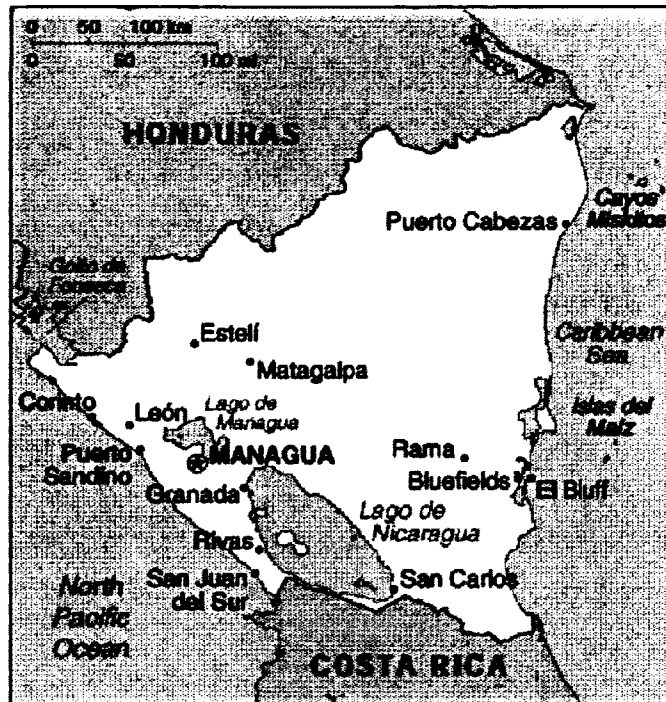 0 50 100 km
0 50 100 mi
HONDURAS
Cayos
Miskitos
Puerto Cabezas
Golfo de
Fonseca
Estelí
Matagalpa
Caribbean
Sea
Corinto
León
Lago de
Managua
Islas del
Maíz
Puerto
Sandino
MANAGUA
Rama
Bluefields
El Bluff
Granada
Lago de
Nicaragua
Rivas
San Juan
del Sur
San Carlos
North
Pacific
Ocean
COSTA RICA